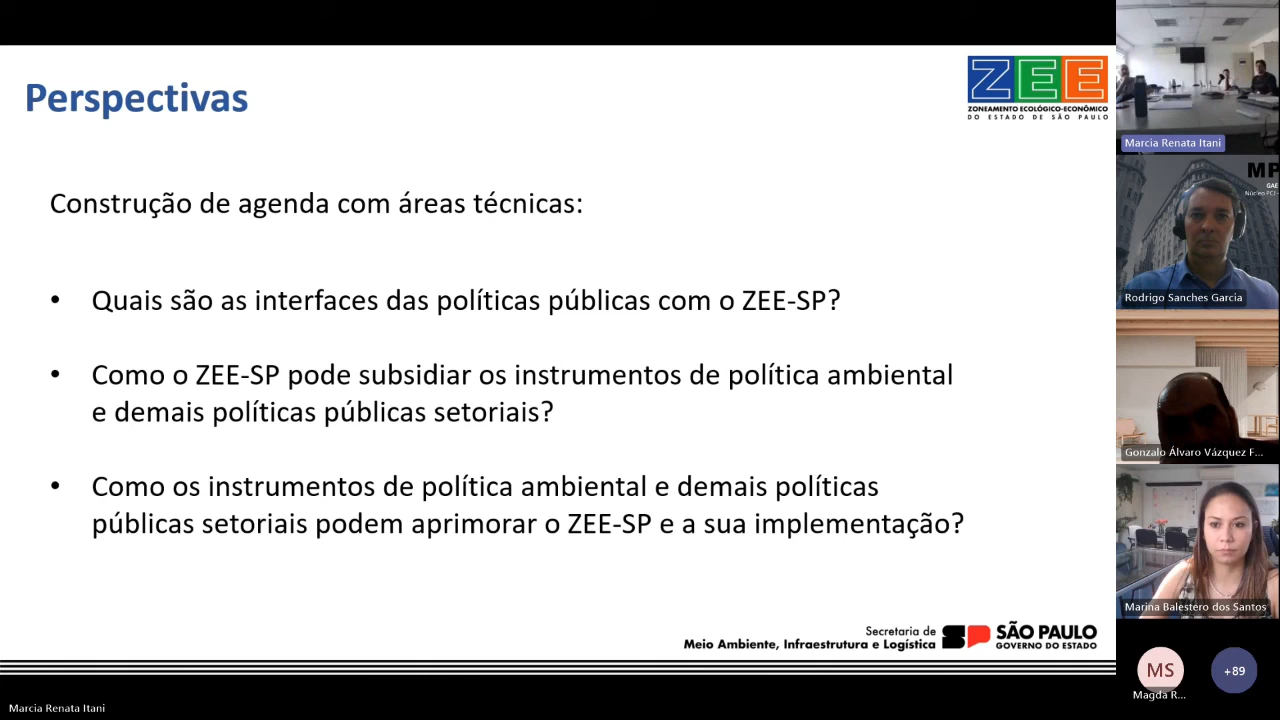 Perspectivas
ZEE
ZONEAMENTO ECOLÓGICO-ECONÔMICO
DO ESTADO DE SÃO PAULO
Construção de agenda com áreas técnicas:
• Quais são as interfaces das políticas públicas com o ZEE-SP?
• Como o ZEE-SP pode subsidiar os instrumentos de política ambiental
e demais políticas públicas setoriais?
• Como os instrumentos de política ambiental e demais políticas
públicas setoriais podem aprimorar o ZEE-SP e a sua implementação?
Secretaria de
Meio Ambiente, Infraestrutura e Logística
SP
SÃO PAULO
GOVERNO DO ESTADO
Marcia Renata Itani
Marcia Renata Itani
MP
GAE
Núcleo PCJ-
Rodrigo Sanches Garcia
Gonzalo Álvaro Vázquez F...
Marina Balestero dos Santos
MS
+89
Magda R...